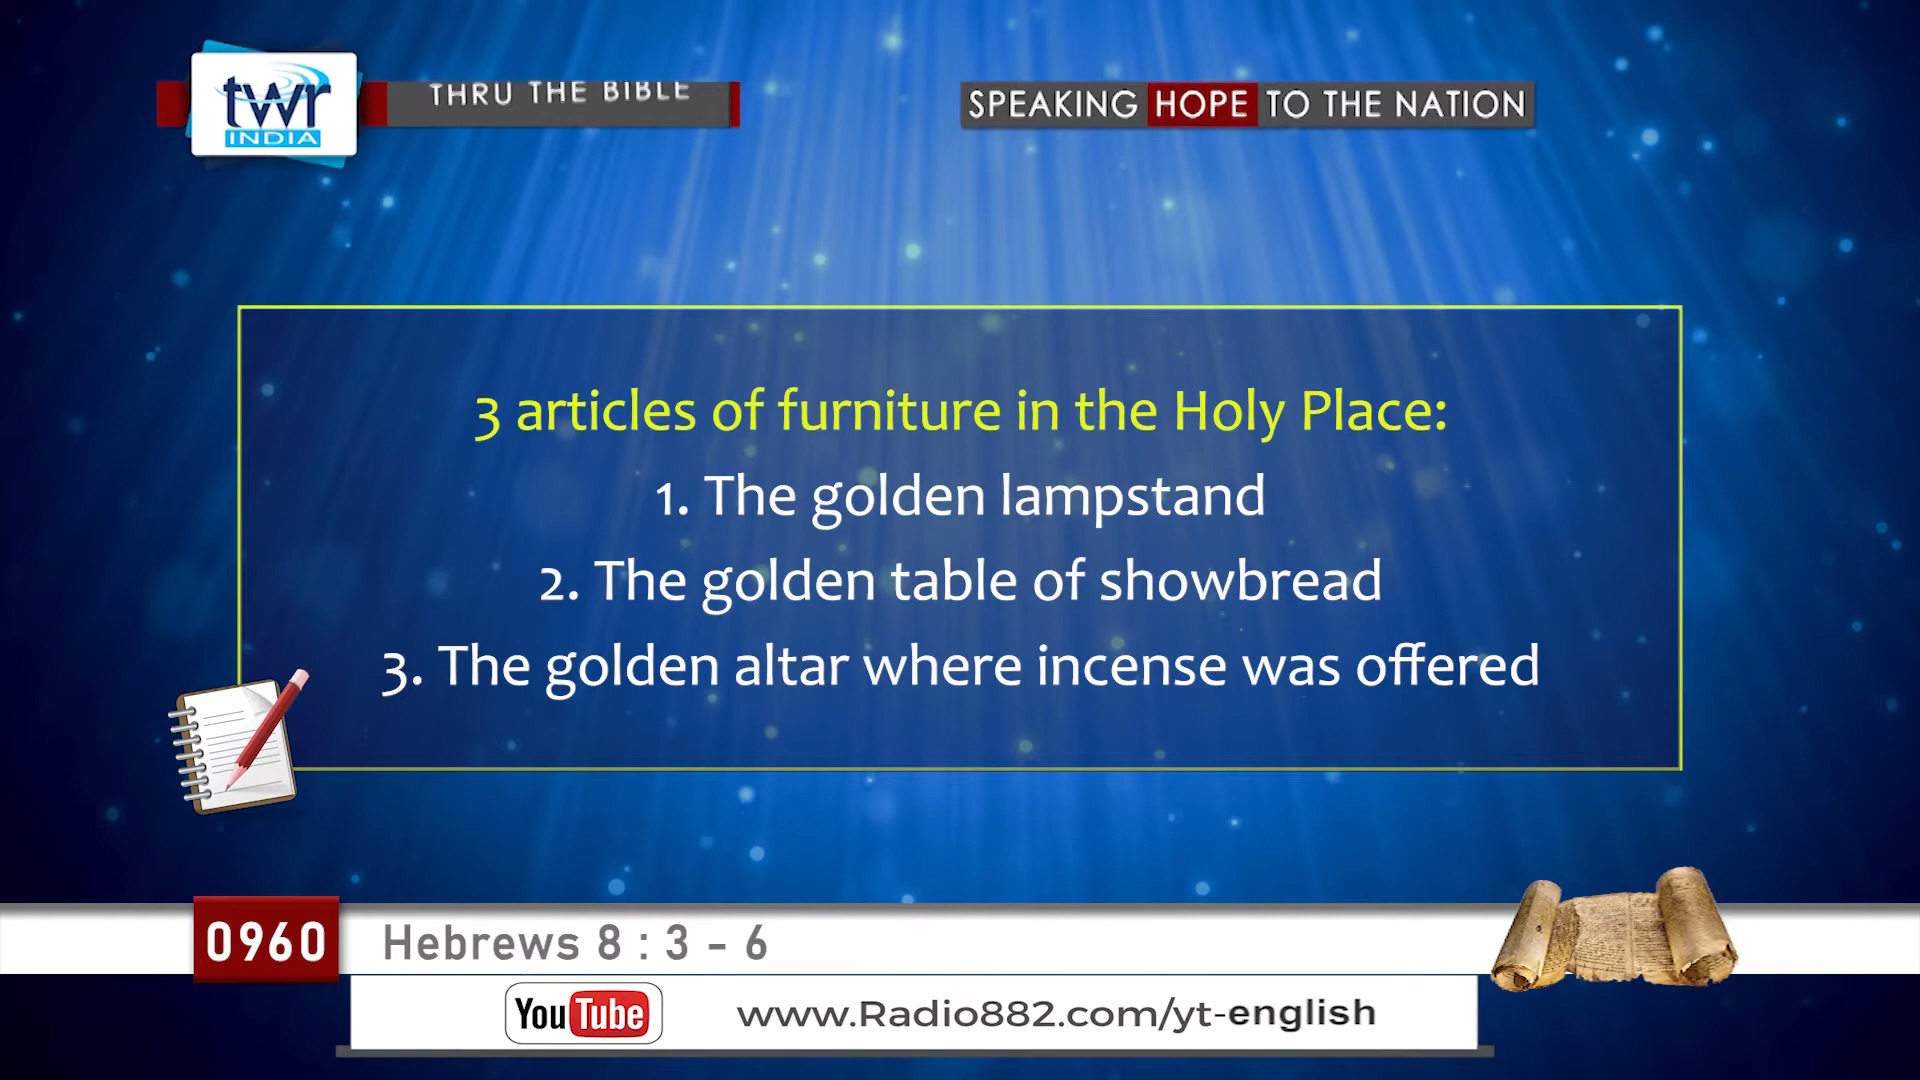 twr
INDIA
THRU THE BIBLE
SPEAKING HOPE TO THE NATION
3 articles of furniture in the Holy Place:
1. The golden lampstand
2. The golden table of showbread
3. The golden altar where incense was offered
0960
Hebrews 8 : 3 - 6
YouTube
www.Radio882.com/yt-english